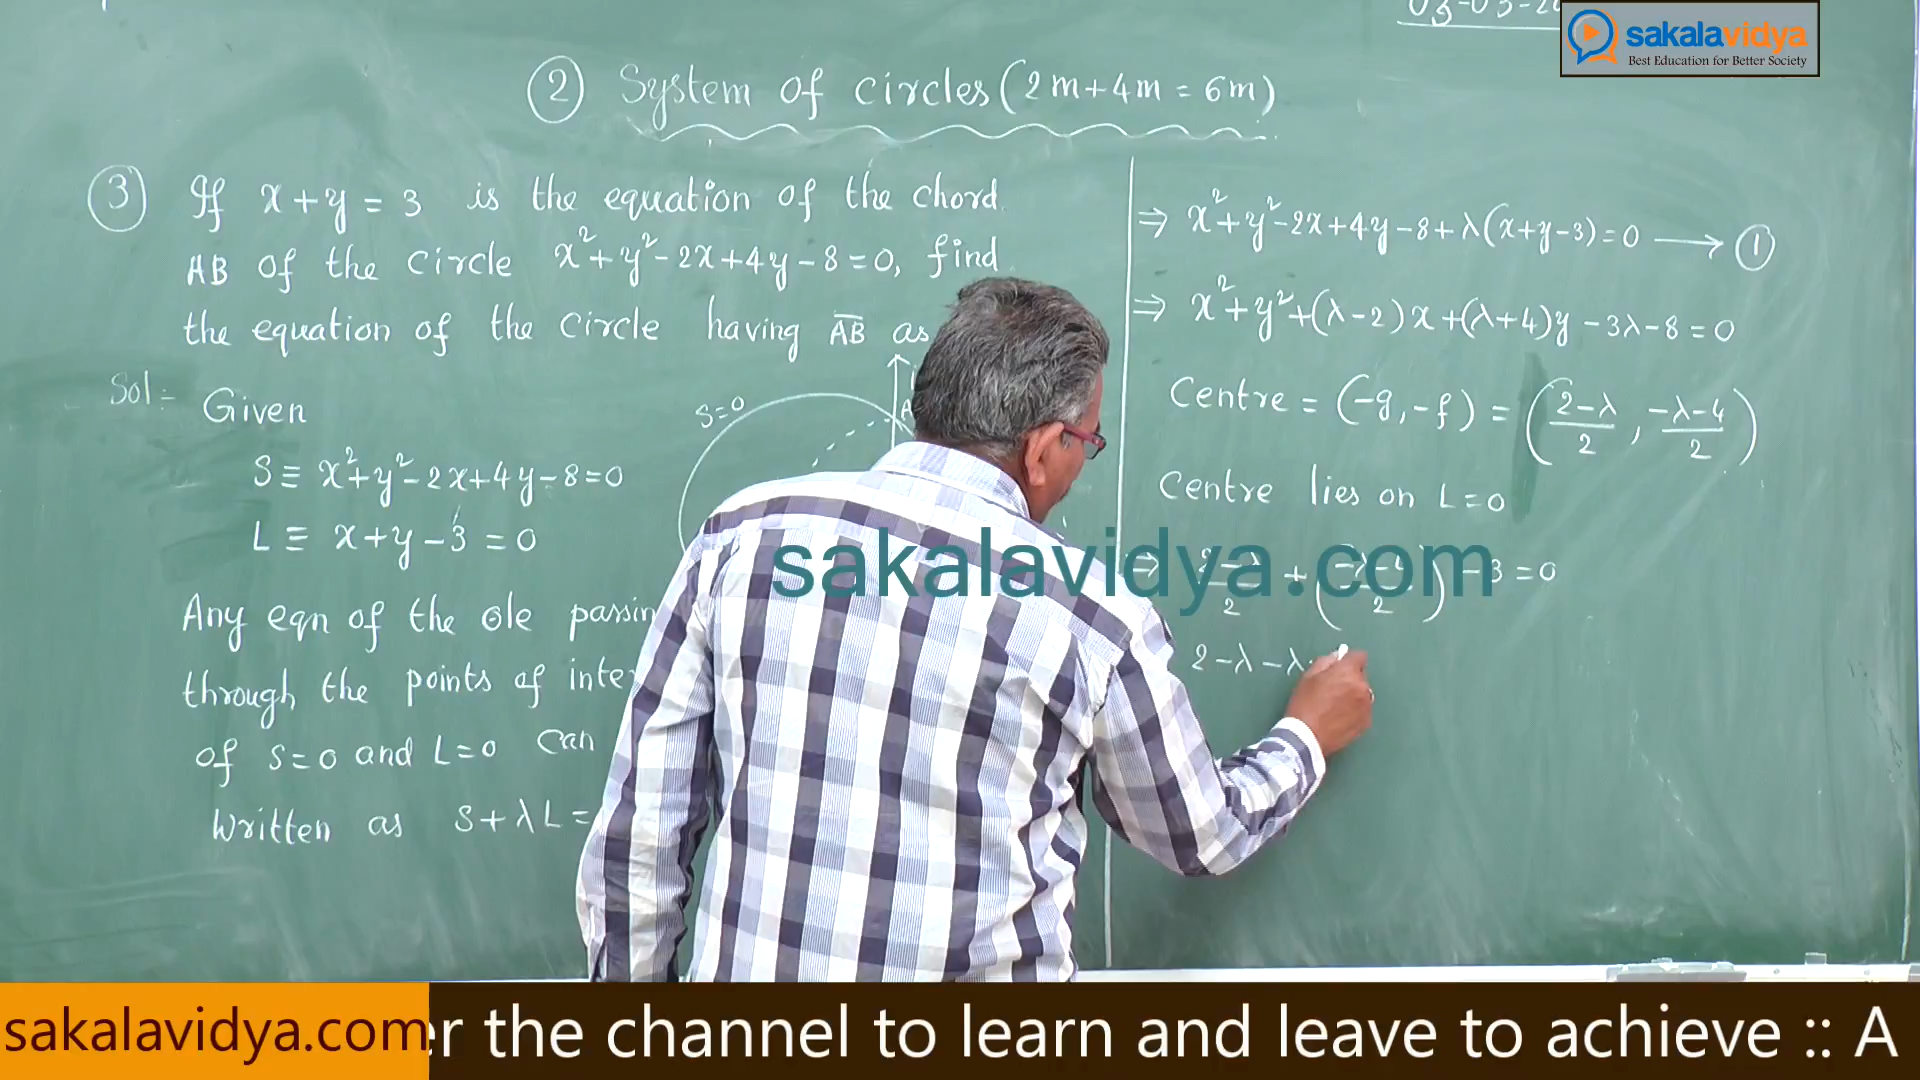 sakalavidya
Best Education for Better Society
② System of circles (2m+4m = 6m)
③ If x+y = 3 is the equation of the chord
AB of the circle x²+y²-2x+4y-8=0, find
the equation of the circle having AB̅ as
Sol:- Given
S=0
A
S ≡ x²+y²-2x+4y-8=0
L ≡ x+y-3 = 0
Any eqn of the ⊙le passin
through the points of inte
of S=0 and L=0 can
written as S+λL=
⇒ x²+y²-2x+4y-8+λ(x+y-3)=0 → ①
⇒ x²+y²+(λ-2)x+(λ+4)y-3λ-8=0
Centre = (-g,-f) = ((2-λ)/2, (-λ-4)/2)
Centre lies on L=0
⇒ (2-λ)/2 + ((-λ-4)/2) -3 = 0
2-λ-λ-
sakalavidya.com
sakalavidya.com er the channel to learn and leave to achieve :: A